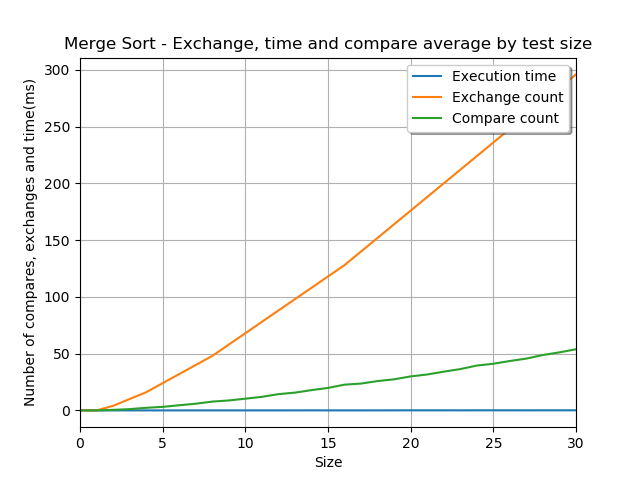 Merge Sort - Exchange, time and compare average by test size
Number of compares, exchanges and time(ms)
300
250
200
150
100
50
0
Execution time
Exchange count
Compare count
0 5 10 15 20 25 30
Size